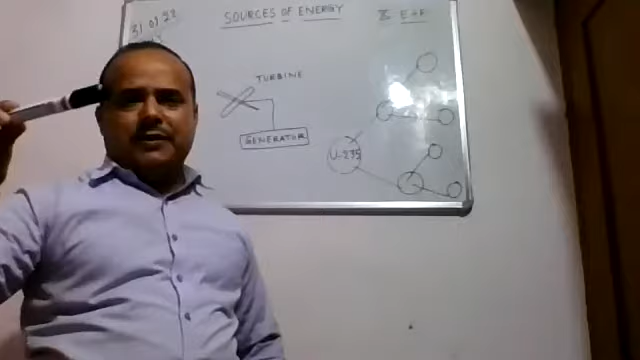 31 01 22
SOURCES OF ENERGY
X E & F
TURBINE
GENERATOR
U-235